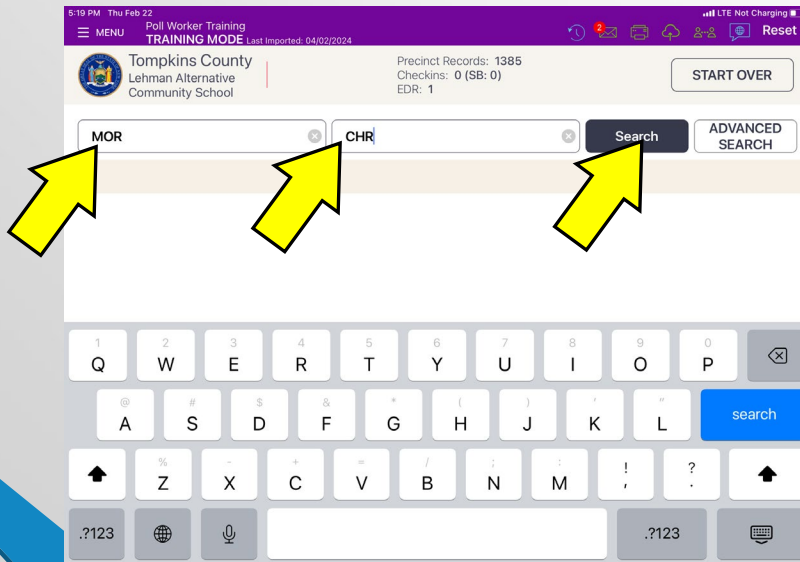 5:19 PM Thu Feb 22
LTE Not Charging
MENU
Poll Worker Training
TRAINING MODE Last Imported: 04/02/2024
2
Reset
Tompkins County
Lehman Alternative
Community School
Precinct Records: 1385
Checkins: 0 (SB: 0)
EDR: 1
START OVER
MOR
CHR
Search
ADVANCED
SEARCH
1 2 3 4 5 6 7 8 9 0
Q W E R T Y U I O P
@ # $ & * ( ) ' "
A S D F G H J K L
search
% - + = / ; : ! ?
Z X C V B N M , .
.?123
.?123